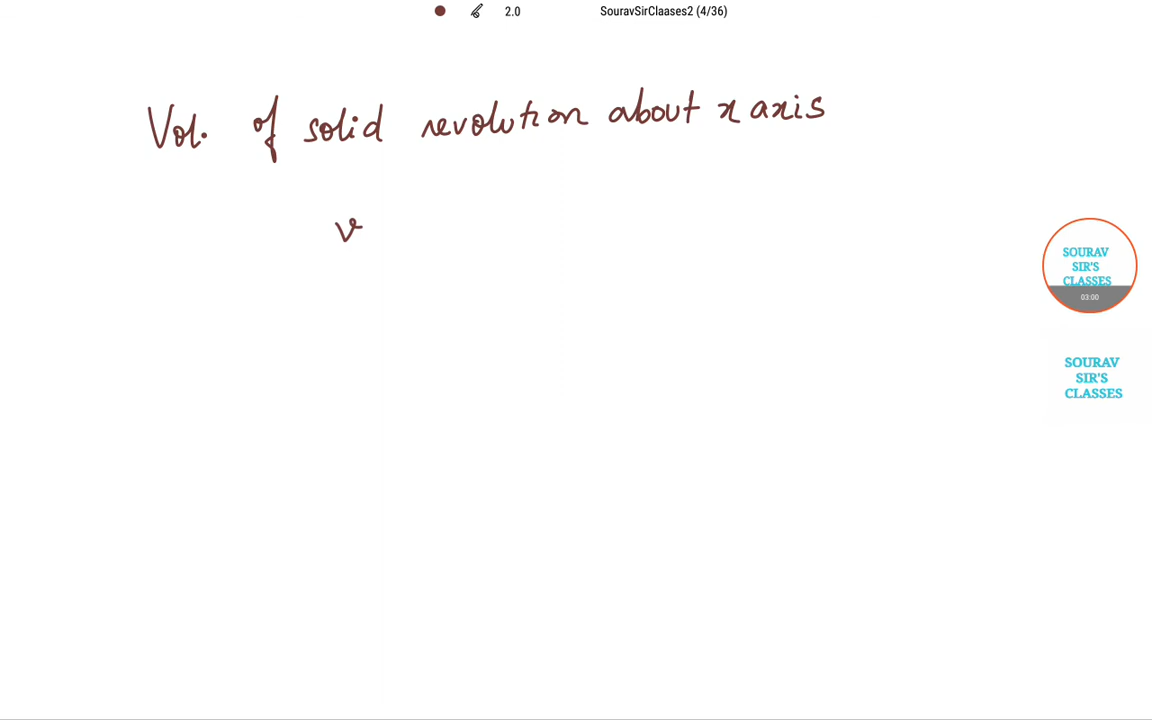 2.0 SouravSirClaases2 (4/36)
Vol. of solid revolution about x axis
v
SOURAV
SIR'S
CLASSES
03:00
SOURAV
SIR'S
CLASSES